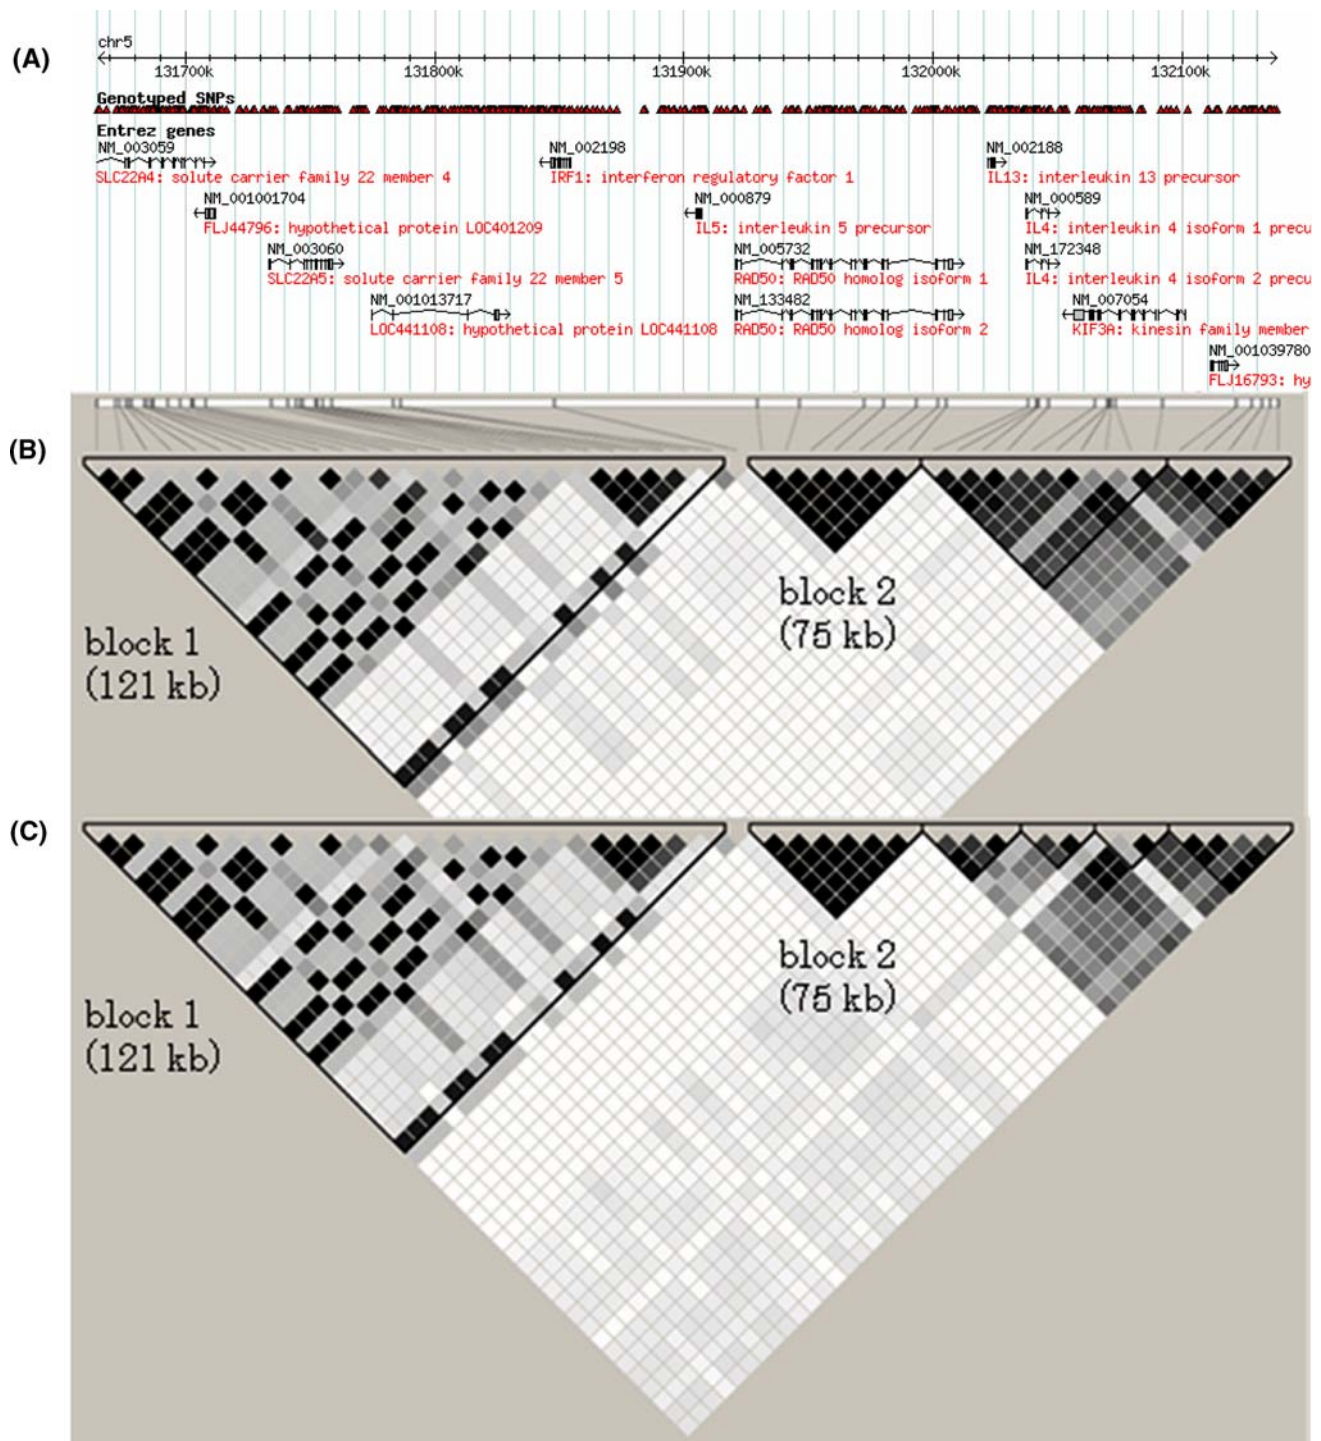 (A)
chr5
131700k 131800k 131900k 132000k 132100k
Genotyped SNPs
Entrez genes
NM_003059 NM_002198 NM_002188
SLC22A4: solute carrier family 22 member 4 IRF1: interferon regulatory factor 1 IL13: interleukin 13 precursor
NM_001001704 NM_000879 NM_000589
FLJ44796: hypothetical protein LOC401209 IL5: interleukin 5 precursor IL4: interleukin 4 isoform 1 precu
NM_003060 NM_005732 NM_172348
SLC22A5: solute carrier family 22 member 5 RAD50: RAD50 homolog isoform 1 IL4: interleukin 4 isoform 2 precu
NM_001013717 NM_133482 NM_007054
LOC441108: hypothetical protein LOC441108 RAD50: RAD50 homolog isoform 2 KIF3A: kinesin family member
NM_001039780
FLJ16793: hy
(B)
block 1
(121 kb)
block 2
(75 kb)
(C)
block 1
(121 kb)
block 2
(75 kb)